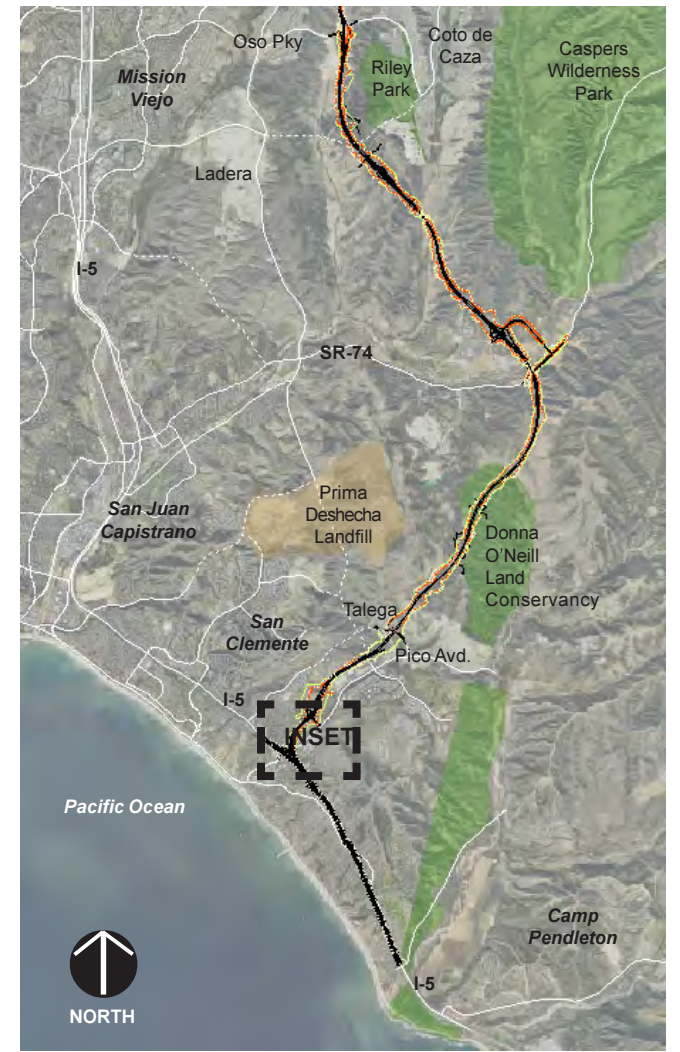 Oso Pky
Coto de
Caza
Riley
Park
Caspers
Wilderness
Park
Mission
Viejo
Ladera
I-5
SR-74
Prima
Deshecha
Landfill
San Juan
Capistrano
Donna
O'Neill
Land
Conservancy
Talega
San
Clemente
Pico Avd.
I-5
INSET
Pacific Ocean
Camp
Pendleton
I-5
NORTH